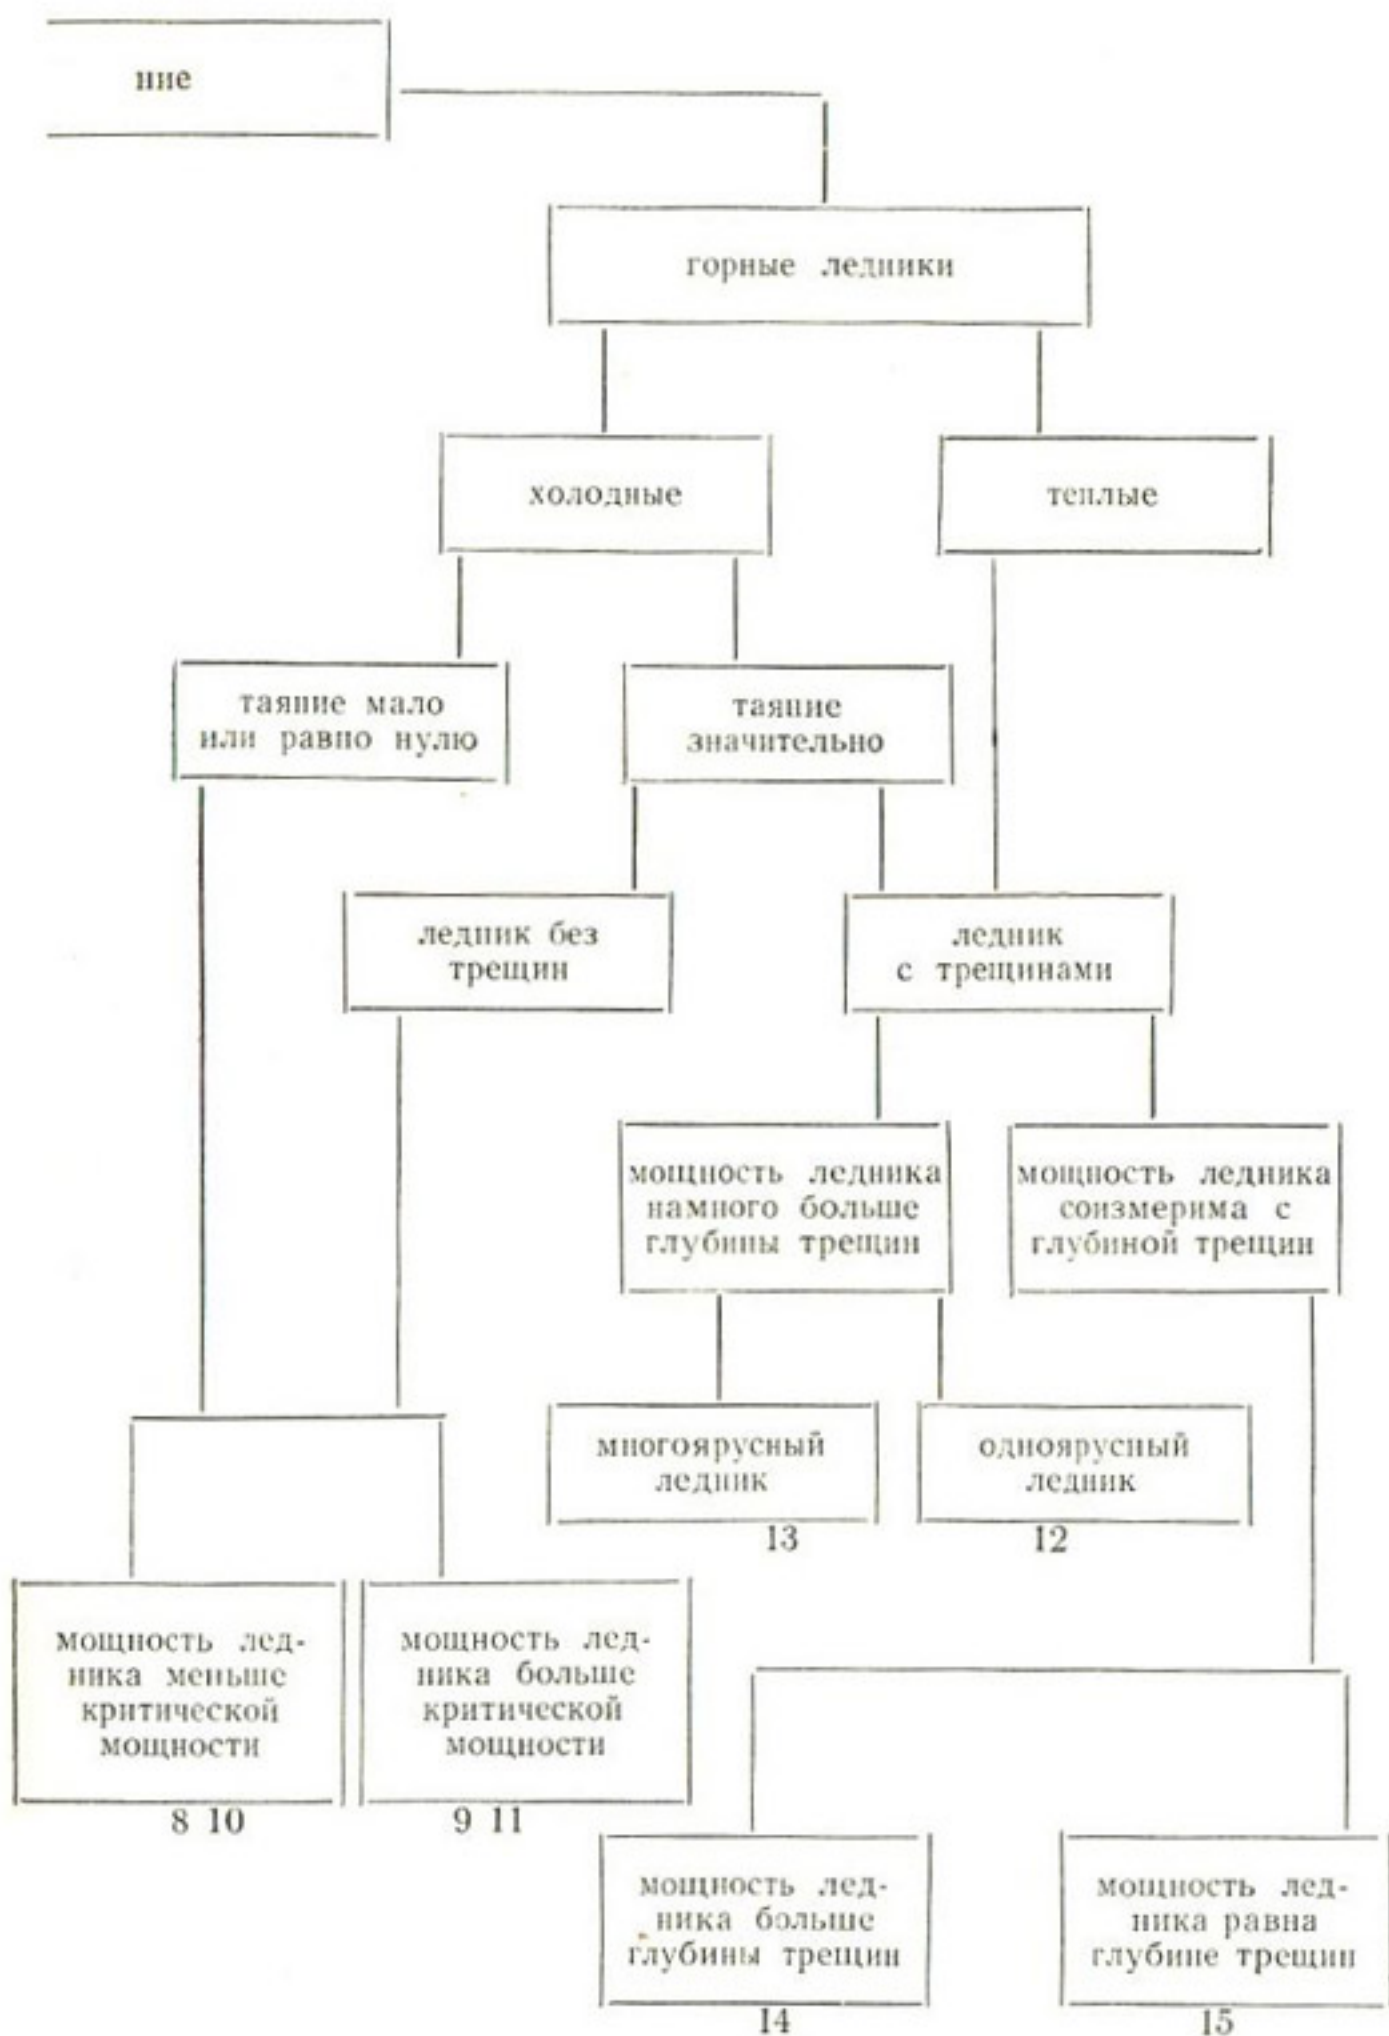 ние
горные ледники
холодные
теплые
таяние мало
или равно нулю
таяние
значительно
ледник без
трещин
ледник
с трещинами
мощность ледника
намного больше
глубины трещин
мощность ледника
соизмерима с
глубиной трещин
многоярусный
ледник
13
одноярусный
ледник
12
мощность лед-
ника меньше
критической
мощности
8 10
мощность лед-
ника больше
критической
мощности
9 11
мощность лед-
ника больше
глубины трещин
14
мощность лед-
ника равна
глубине трещин
15